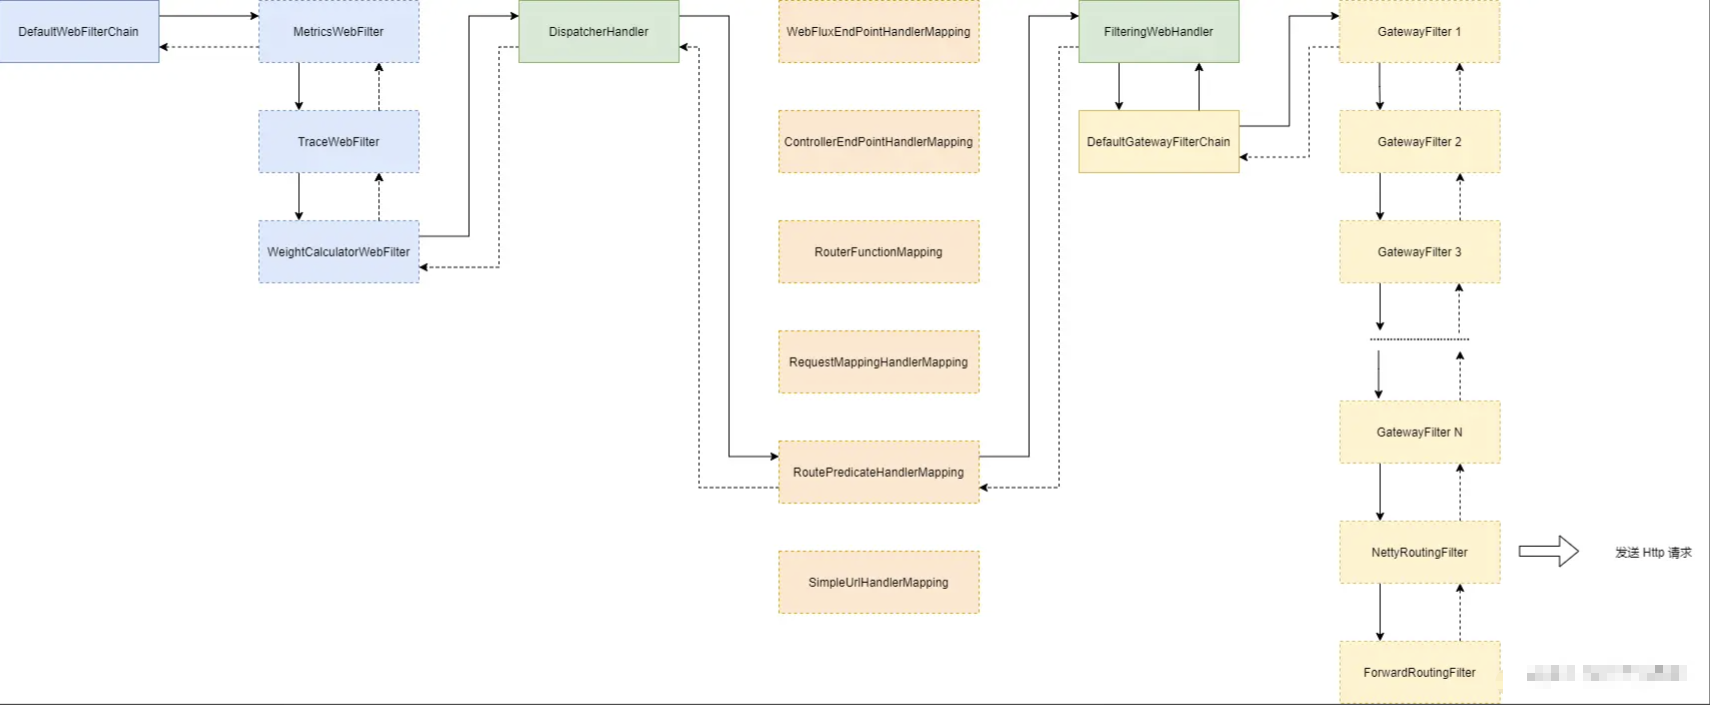 DefaultWebFilterChain
MetricsWebFilter
TraceWebFilter
WeightCalculatorWebFilter
DispatcherHandler
WebFluxEndPointHandlerMapping
ControllerEndPointHandlerMapping
RouterFunctionMapping
RequestMappingHandlerMapping
RoutePredicateHandlerMapping
SimpleUrlHandlerMapping
FilteringWebHandler
DefaultGatewayFilterChain
GatewayFilter 1
GatewayFilter 2
GatewayFilter 3
GatewayFilter N
NettyRoutingFilter
发送 Http 请求
ForwardRoutingFilter